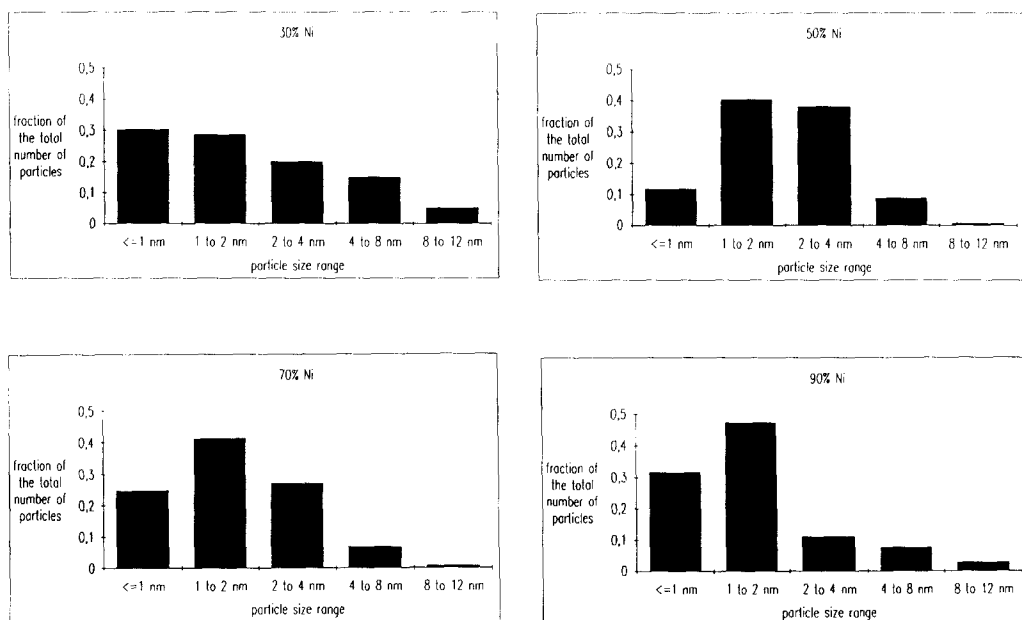 30% Ni
0,5
0,4
fraction of
the total
number of
particles
0,3
0,2
0,1
0
<=1 nm 1 to 2 nm 2 to 4 nm 4 to 8 nm 8 to 12 nm
particle size range
50% Ni
0,5
0,4
fraction of
the total
number of
particles
0,3
0,2
0,1
0
<=1 nm 1 to 2 nm 2 to 4 nm 4 to 8 nm 8 to 12 nm
particle size range
70% Ni
0,5
0,4
fraction of
the total
number of
particles
0,3
0,2
0,1
0
<=1 nm 1 to 2 nm 2 to 4 nm 4 to 8 nm 8 to 12 nm
particle size range
90% Ni
0,5
0,4
fraction of
the total
number of
particles
0,3
0,2
0,1
0
<=1 nm 1 to 2 nm 2 to 4 nm 4 to 8 nm 8 to 12 nm
particle size range